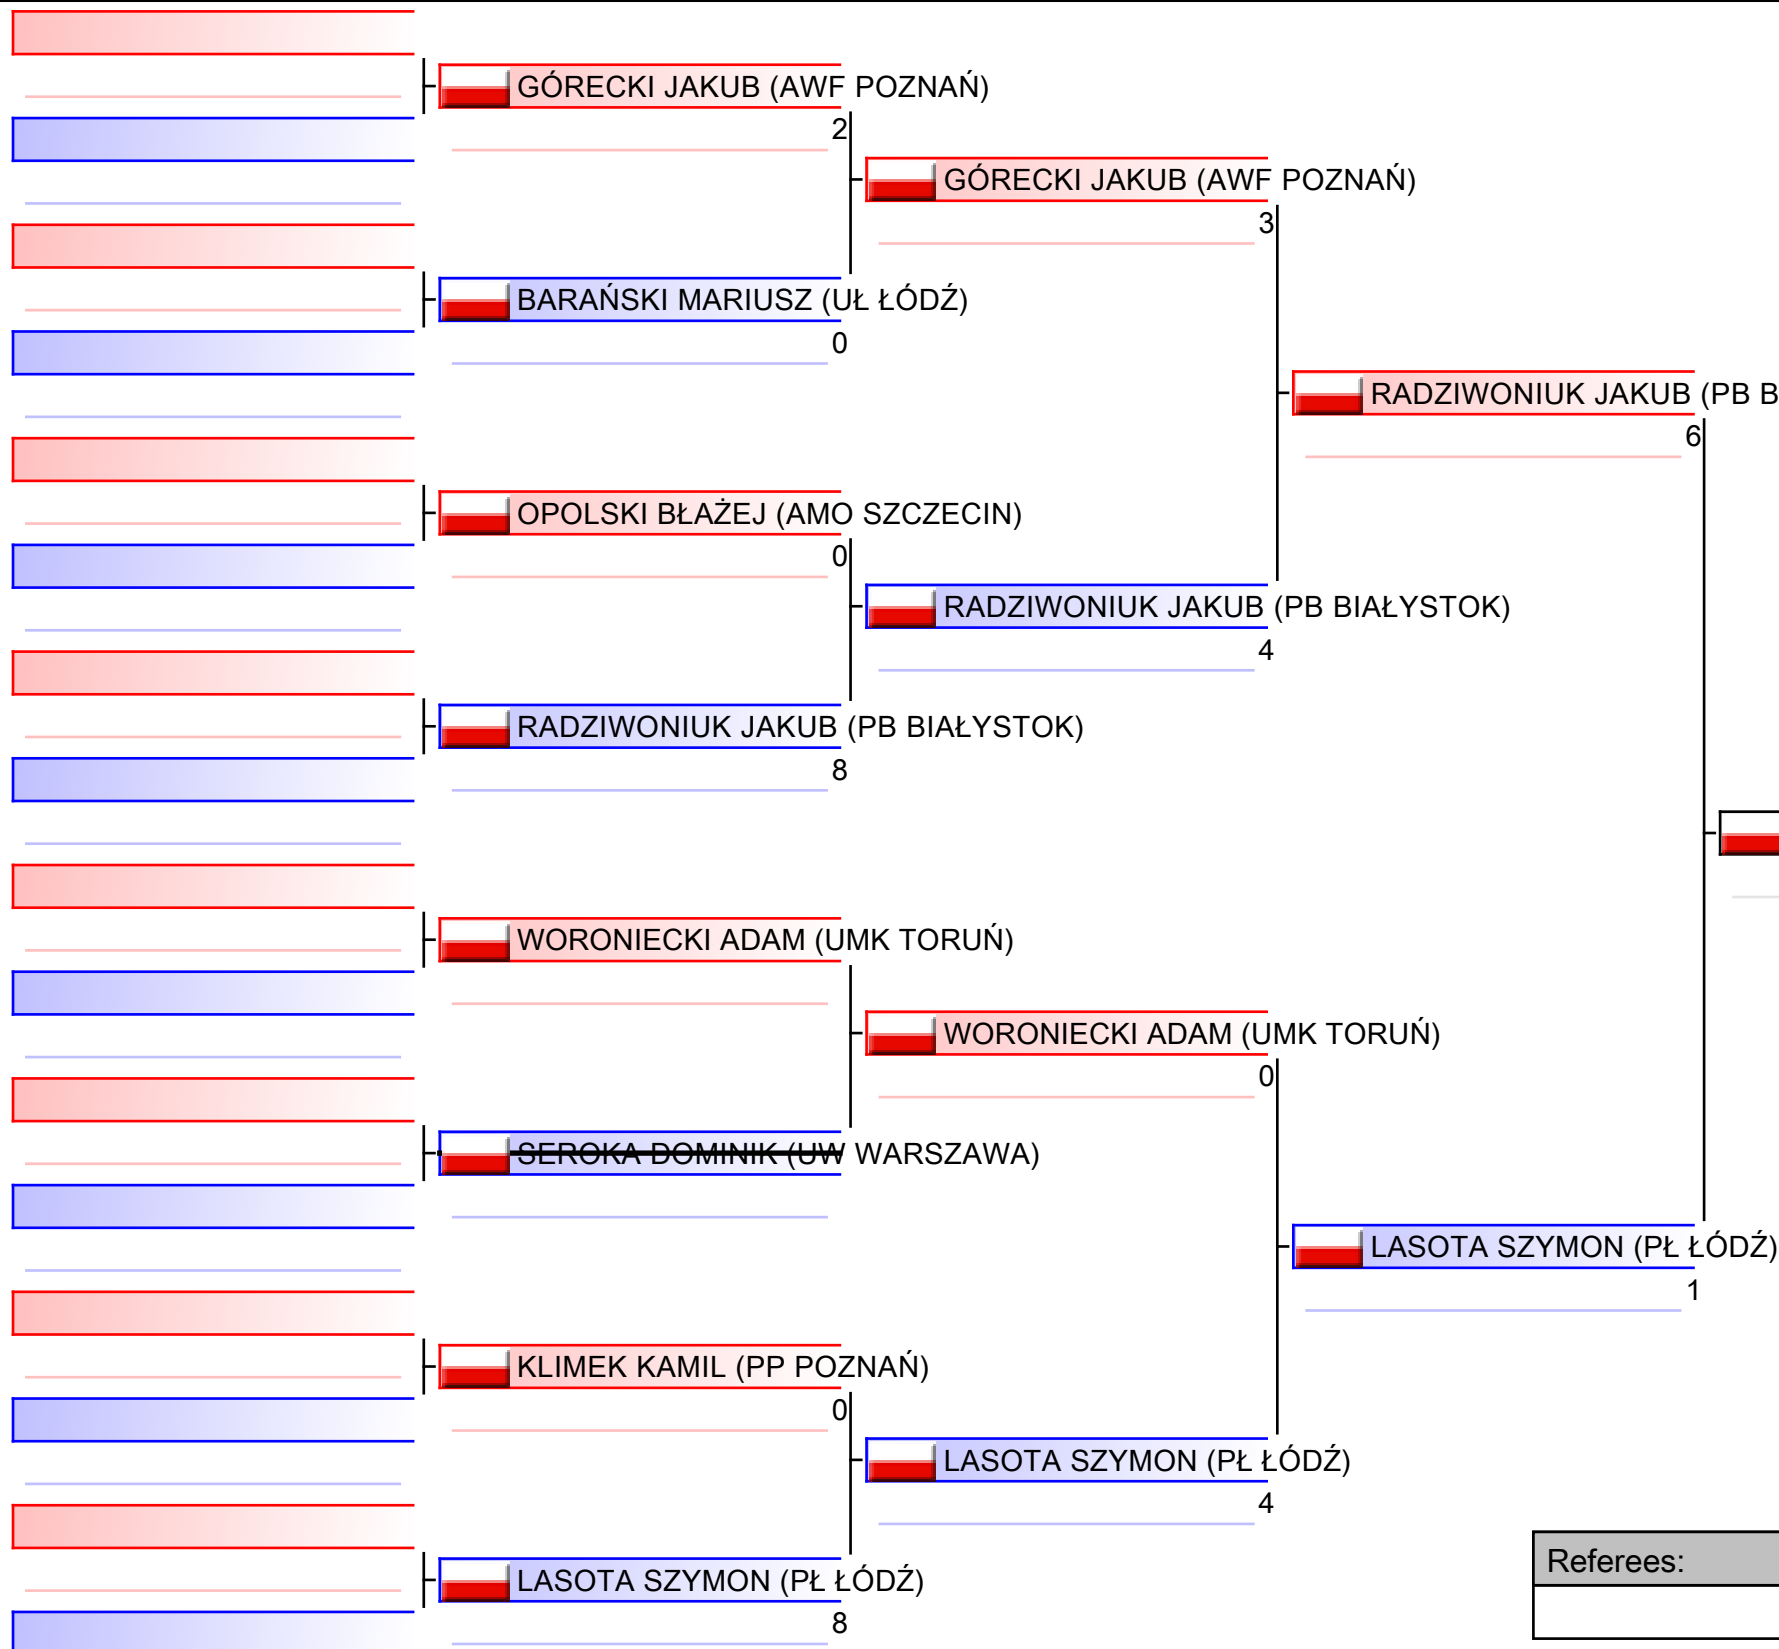 GÓRECKI JAKUB (AWF POZNAŃ)
2
GÓRECKI JAKUB (AWF POZNAŃ)
3
BARAŃSKI MARIUSZ (UŁ ŁÓDŹ)
0
RADZIWONIUK JAKUB (PB B
6
OPOLSKI BŁAŻEJ (AMO SZCZECIN)
0
RADZIWONIUK JAKUB (PB BIAŁYSTOK)
4
RADZIWONIUK JAKUB (PB BIAŁYSTOK)
8
WORONIECKI ADAM (UMK TORUŃ)
WORONIECKI ADAM (UMK TORUŃ)
0
SEROKA DOMINIK (UW WARSZAWA)
LASOTA SZYMON (PŁ ŁÓDŹ)
1
KLIMEK KAMIL (PP POZNAŃ)
0
LASOTA SZYMON (PŁ ŁÓDŹ)
4
LASOTA SZYMON (PŁ ŁÓDŹ)
8
Referees: